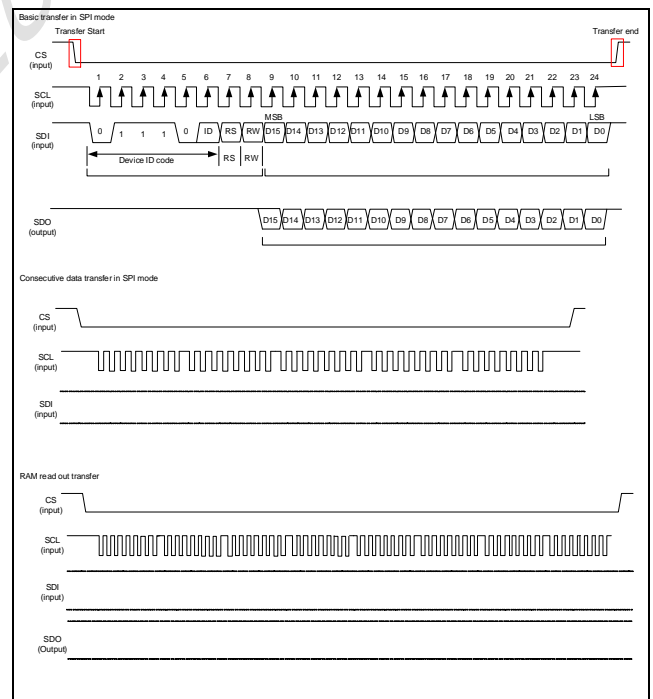 Basic transfer in SPI mode
Transfer Start
Transfer end
CS
(input)
1 2 3 4 5 6 7 8 9 10 11 12 13 14 15 16 17 18 19 20 21 22 23 24
SCL
(input)
MSB
LSB
SDI
(input)
0 1 1 1 0 ID RS RW D15 D14 D13 D12 D11 D10 D9 D8 D7 D6 D5 D4 D3 D2 D1 D0
Device ID code
RS RW
SDO
(output)
D15 D14 D13 D12 D11 D10 D9 D8 D7 D6 D5 D4 D3 D2 D1 D0
Consecutive data transfer in SPI mode
CS
(input)
SCL
(input)
SDI
(input)
RAM read out transfer
CS
(input)
SCL
(input)
SDI
(input)
SDO
(Output)